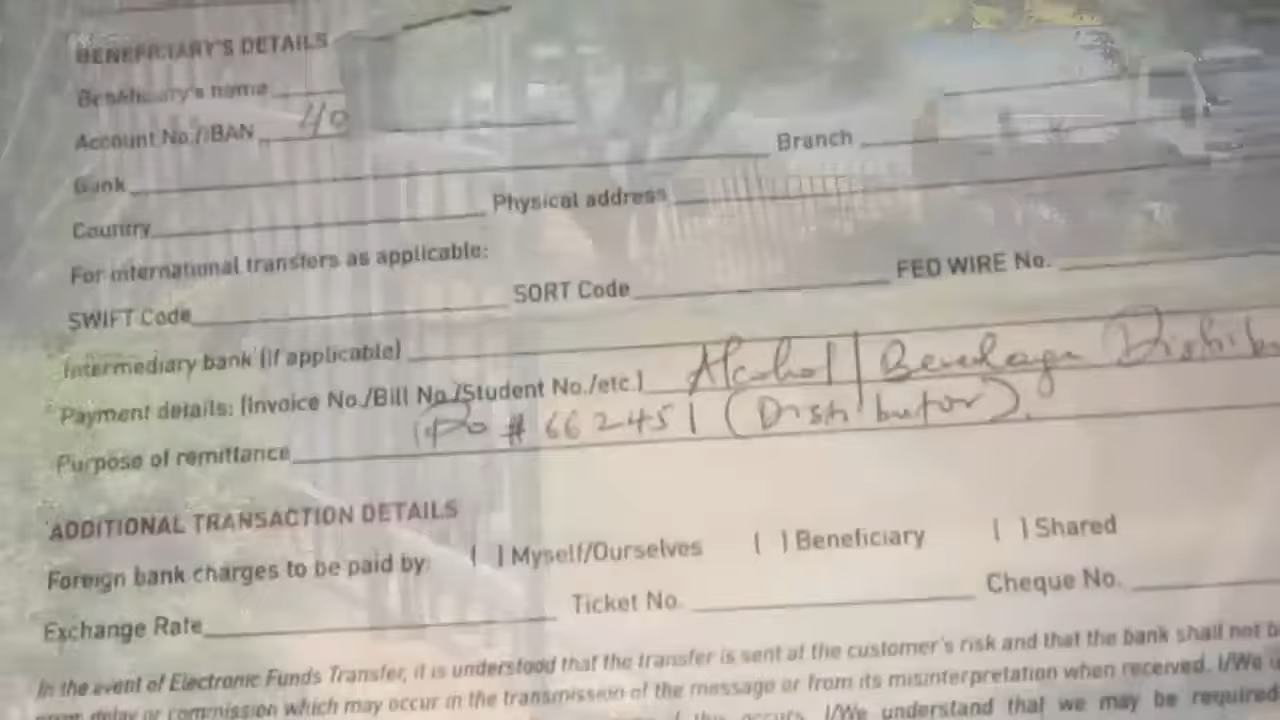 BENEFICIARY'S DETAILS
Beneficiary's name
Account No./IBAN 40
Bank Branch
Country Physical address
For international transfers as applicable:
SWIFT Code SORT Code FED WIRE No.
Intermediary bank (if applicable)
Payment details: (Invoice No./Bill No./Student No./etc.) Alcohol | Beverage
Purpose of remittance PO # 662451 (Distributor).
ADDITIONAL TRANSACTION DETAILS
Foreign bank charges to be paid by: [ ] Myself/Ourselves [ ] Beneficiary [ ] Shared
Exchange Rate Ticket No. Cheque No.
In the event of Electronic Funds Transfer, it is understood that the transfer is sent at the customer's risk and that the bank shall not
delay or commission which may occur in the transmission of the message or from its misinterpretation when received. I/We
occurs. I/We understand that we may be required